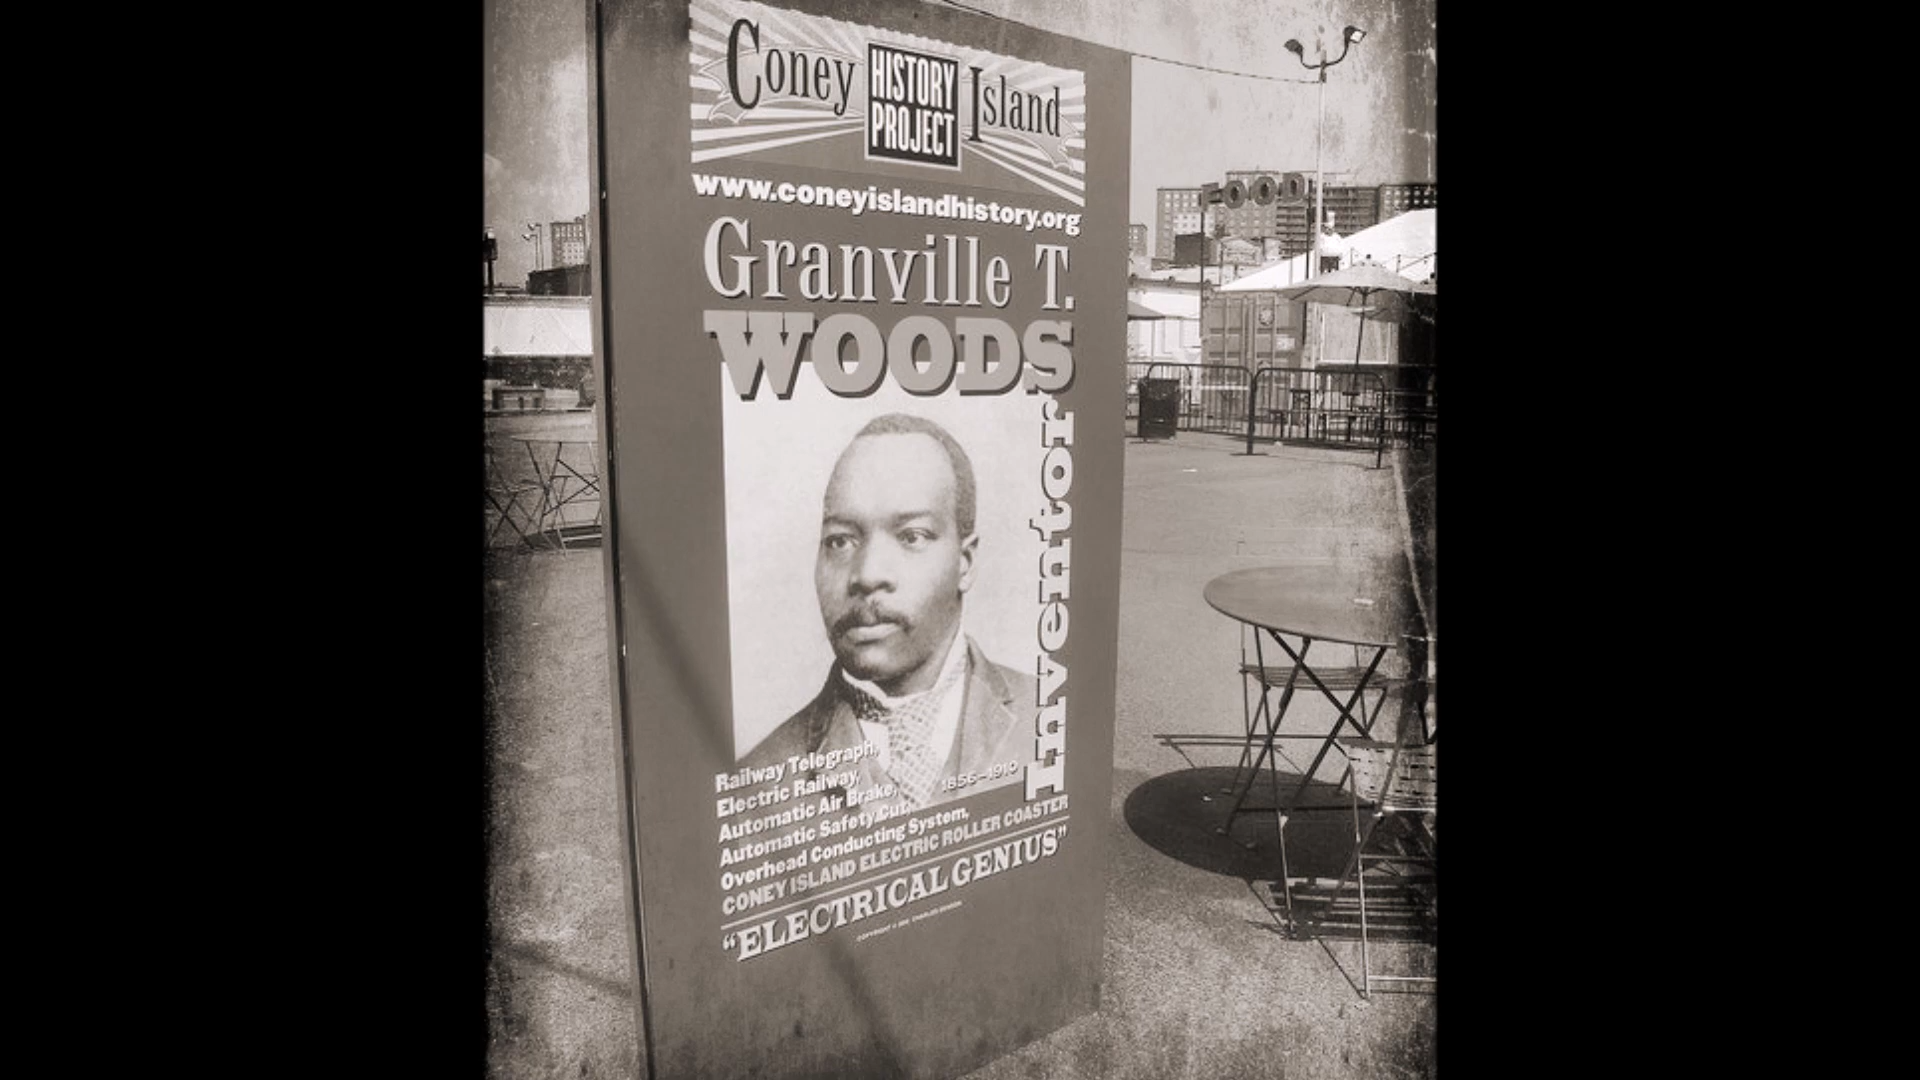 Coney HISTORY PROJECT Island
www.coneyislandhistory.org
Granville T.
WOODS
Inventor
Railway Telegraph,
Electric Railway,
Automatic Air Brake,
Automatic Safety Cut,
Overhead Conducting System,
1856–1910
CONEY ISLAND ELECTRIC ROLLER COASTER
“ELECTRICAL GENIUS”
FOOD